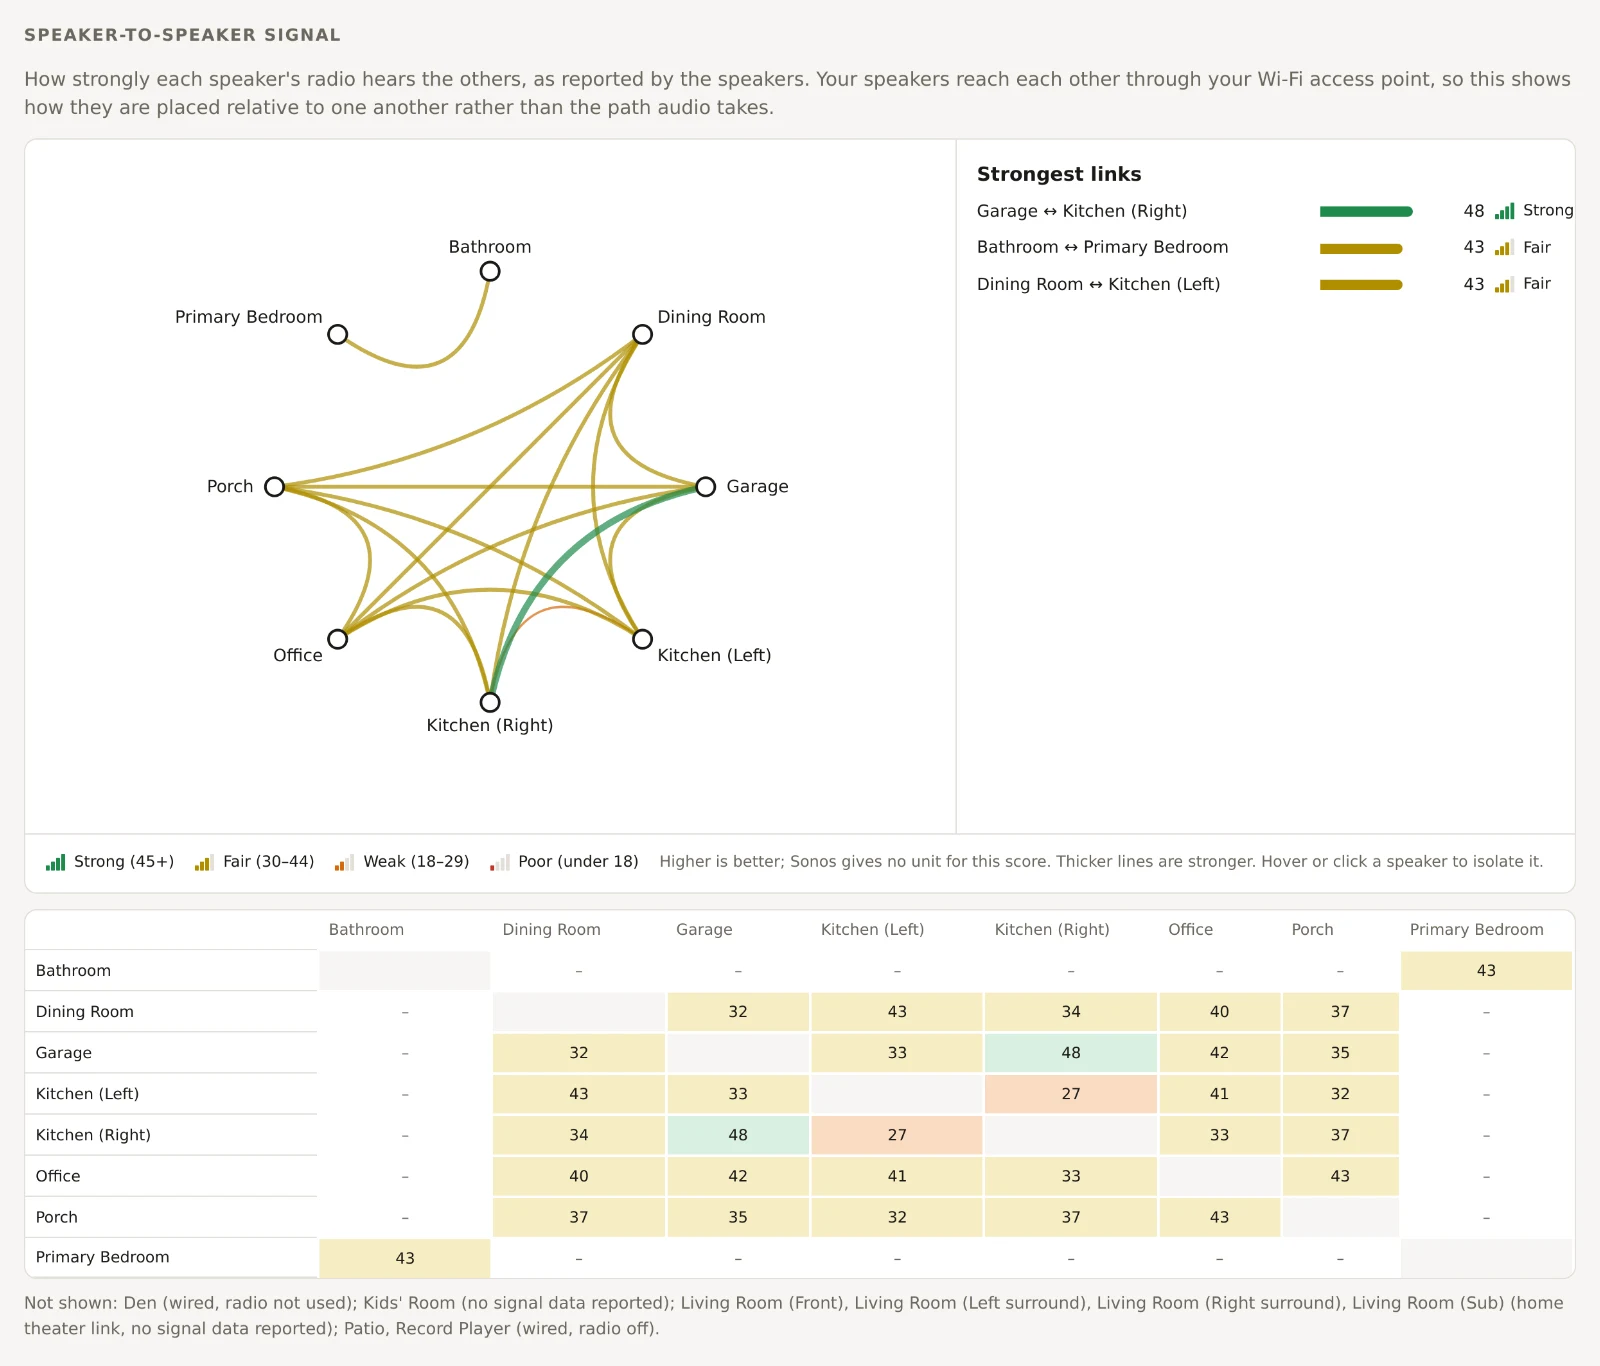 SPEAKER-TO-SPEAKER SIGNAL
How strongly each speaker's radio hears the others, as reported by the speakers. Your speakers reach each other through your Wi-Fi access point, so this shows
how they are placed relative to one another rather than the path audio takes.
Bathroom
Primary Bedroom
Dining Room
Porch
Garage
Office
Kitchen (Left)
Kitchen (Right)
Strongest links
Garage ↔ Kitchen (Right) 48 Strong
Bathroom ↔ Primary Bedroom 43 Fair
Dining Room ↔ Kitchen (Left) 43 Fair
Strong (45+) Fair (30–44) Weak (18–29) Poor (under 18) Higher is better; Sonos gives no unit for this score. Thicker lines are stronger. Hover or click a speaker to isolate it.
Bathroom Dining Room Garage Kitchen (Left) Kitchen (Right) Office Porch Primary Bedroom
Bathroom – – – – – – 43
Dining Room – 32 43 34 40 37 –
Garage – 32 33 48 42 35 –
Kitchen (Left) – 43 33 27 41 32 –
Kitchen (Right) – 34 48 27 33 37 –
Office – 40 42 41 33 43 –
Porch – 37 35 32 37 43 –
Primary Bedroom 43 – – – – – –
Not shown: Den (wired, radio not used); Kids' Room (no signal data reported); Living Room (Front), Living Room (Left surround), Living Room (Right surround), Living Room (Sub) (home
theater link, no signal data reported); Patio, Record Player (wired, radio off).